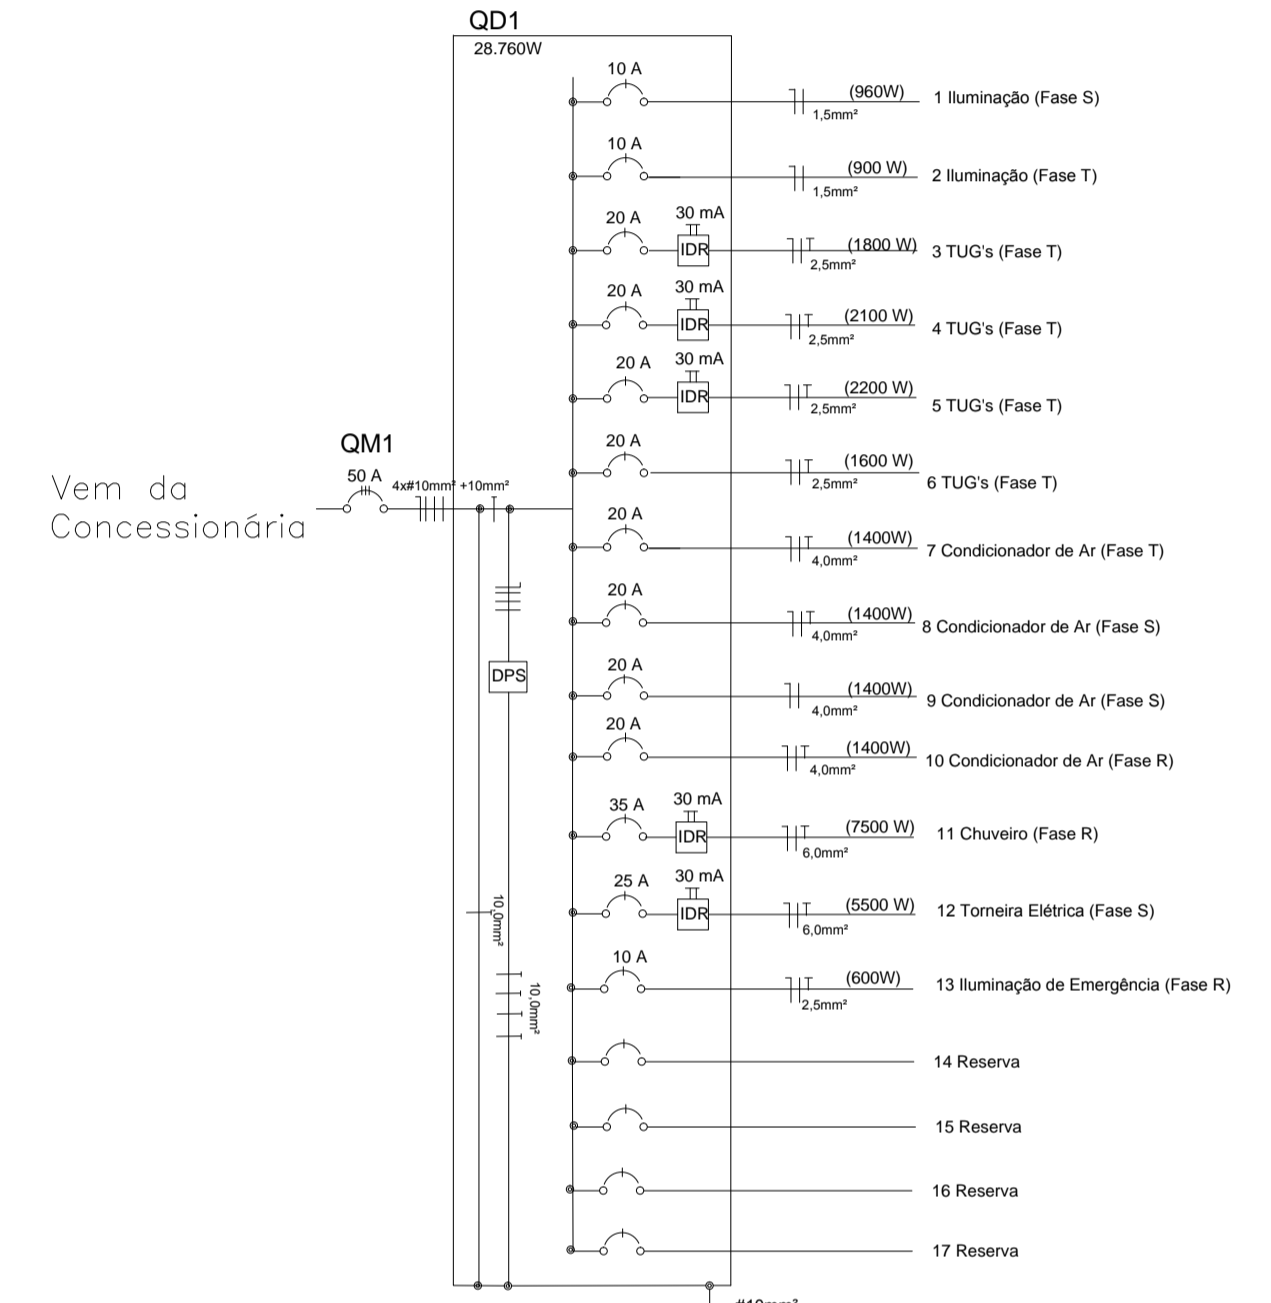 QD1
28.760W
10 A
(960W)
1,5mm²
1 Iluminação (Fase S)
10 A
(900 W)
1,5mm²
2 Iluminação (Fase T)
20 A
30 mA
IDR
(1800 W)
2,5mm²
3 TUG's (Fase T)
20 A
30 mA
IDR
(2100 W)
2,5mm²
4 TUG's (Fase T)
20 A
30 mA
IDR
(2200 W)
2,5mm²
5 TUG's (Fase T)
20 A
(1600 W)
2,5mm²
6 TUG's (Fase T)
QM1
50 A
4x#10mm² +10mm²
Vem da
Concessionária
20 A
(1400W)
4,0mm²
7 Condicionador de Ar (Fase T)
20 A
(1400W)
4,0mm²
8 Condicionador de Ar (Fase S)
DPS
20 A
(1400W)
4,0mm²
9 Condicionador de Ar (Fase S)
20 A
(1400W)
4,0mm²
10 Condicionador de Ar (Fase R)
35 A
30 mA
IDR
(7500 W)
6,0mm²
11 Chuveiro (Fase R)
10,0mm²
25 A
30 mA
IDR
(5500 W)
6,0mm²
12 Torneira Elétrica (Fase S)
10,0mm²
10 A
(600W)
2,5mm²
13 Iluminação de Emergência (Fase R)
14 Reserva
15 Reserva
16 Reserva
17 Reserva